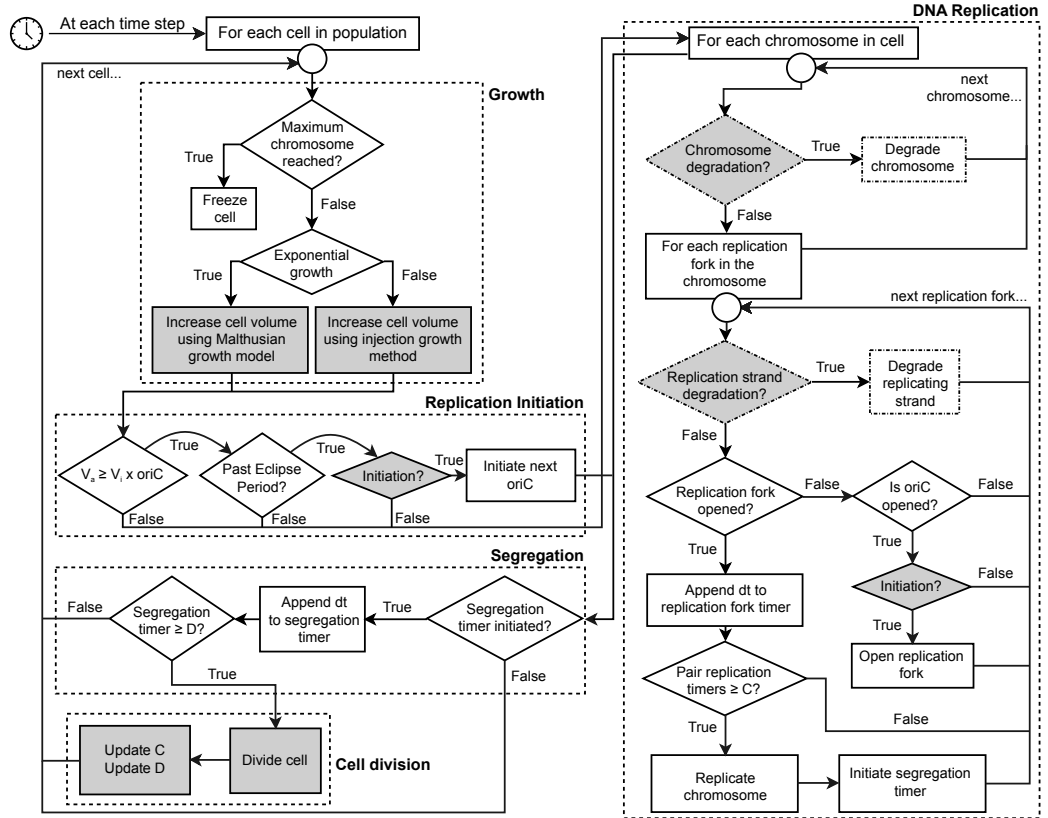 At each time step
For each cell in population
next cell...
Growth
Maximum
chromosome
reached?
True
False
Freeze
cell
Exponential
growth
True
False
Increase cell volume
using Malthusian
growth model
Increase cell volume
using injection growth
method
Replication Initiation
Vₐ ≥ Vᵢ x oriC
True
False
Past Eclipse
Period?
True
False
Initiation?
True
False
Initiate next
oriC
Segregation
Segregation
timer initiated?
True
False
Append dt
to segregation
timer
Segregation
timer ≥ D?
False
True
Divide cell
Update C
Update D
Cell division
DNA Replication
For each chromosome in cell
next
chromosome...
Chromosome
degradation?
True
False
Degrade
chromosome
For each replication
fork in the
chromosome
next replication fork...
Replication strand
degradation?
True
False
Degrade
replicating
strand
Replication fork
opened?
False
True
Is oriC
opened?
False
True
Initiation?
False
True
Open replication
fork
Append dt to
replication fork timer
Pair replication
timers ≥ C?
False
True
Replicate
chromosome
Initiate segregation
timer